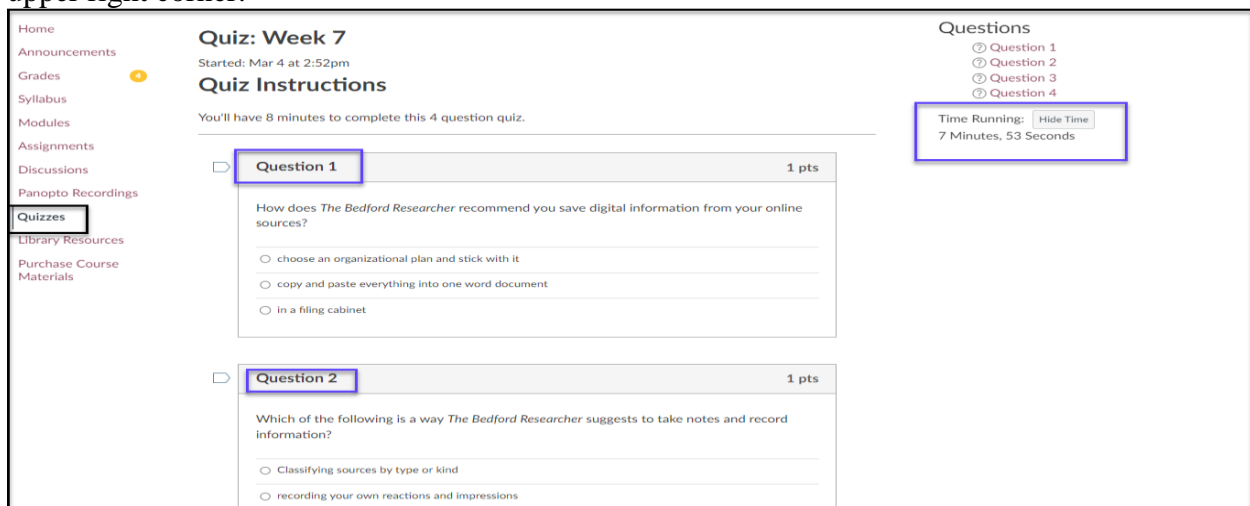 upper right corner.
Home
Announcements
Grades 4
Syllabus
Modules
Assignments
Discussions
Panopto Recordings
Quizzes
Library Resources
Purchase Course
Materials
Quiz: Week 7
Started: Mar 4 at 2:52pm
Quiz Instructions
You'll have 8 minutes to complete this 4 question quiz.
Question 1 1 pts
How does The Bedford Researcher recommend you save digital information from your online
sources?
choose an organizational plan and stick with it
copy and paste everything into one word document
in a filing cabinet
Question 2 1 pts
Which of the following is a way The Bedford Researcher suggests to take notes and record
information?
Classifying sources by type or kind
recording your own reactions and impressions
Questions
Question 1
Question 2
Question 3
Question 4
Time Running: Hide Time
7 Minutes, 53 Seconds